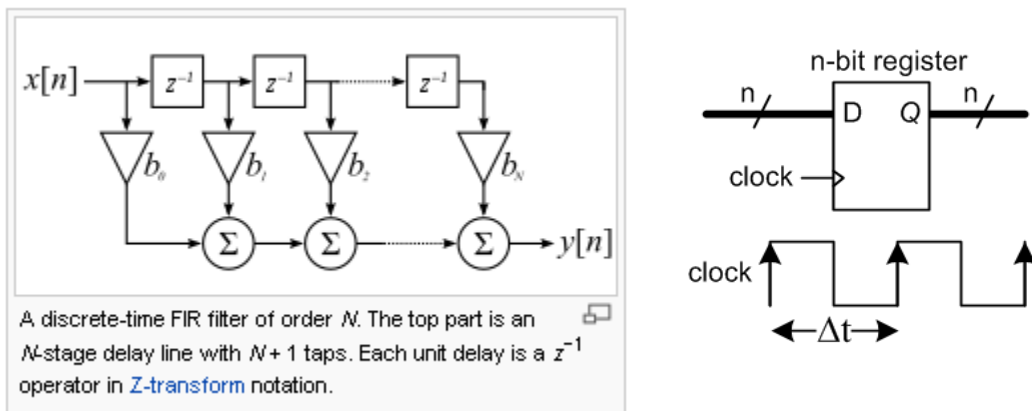 x[n]
z⁻¹
z⁻¹
z⁻¹
b₀
b₁
b₂
b_N
Σ
Σ
Σ
y[n]
A discrete-time FIR filter of order N. The top part is an
N-stage delay line with N + 1 taps. Each unit delay is a z⁻¹
operator in Z-transform notation.
n-bit register
n
D
Q
n
clock
clock
Δt